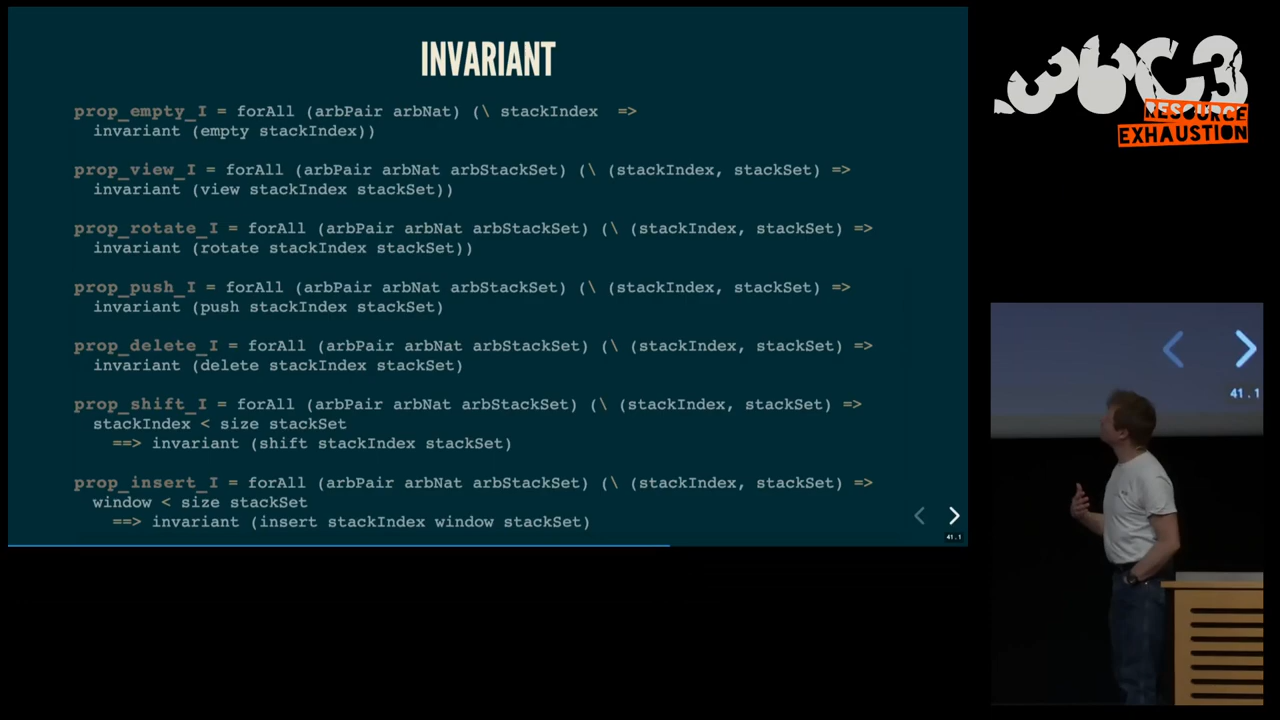 INVARIANT
prop_empty_I = forAll (arbPair arbNat) (\ stackIndex  =>
invariant (empty stackIndex))
prop_view_I = forAll (arbPair arbNat arbStackSet) (\ (stackIndex, stackSet) =>
invariant (view stackIndex stackSet))
prop_rotate_I = forAll (arbPair arbNat arbStackSet) (\ (stackIndex, stackSet) =>
invariant (rotate stackIndex stackSet))
prop_push_I = forAll (arbPair arbNat arbStackSet) (\ (stackIndex, stackSet) =>
invariant (push stackIndex stackSet)
prop_delete_I = forAll (arbPair arbNat arbStackSet) (\ (stackIndex, stackSet) =>
invariant (delete stackIndex stackSet)
prop_shift_I = forAll (arbPair arbNat arbStackSet) (\ (stackIndex, stackSet) =>
stackIndex < size stackSet
==> invariant (shift stackIndex stackSet)
prop_insert_I = forAll (arbPair arbNat arbStackSet) (\ (stackIndex, stackSet) =>
window < size stackSet
==> invariant (insert stackIndex window stackSet)
41.1
36C3
RESOURCE
EXHAUSTION
41.1